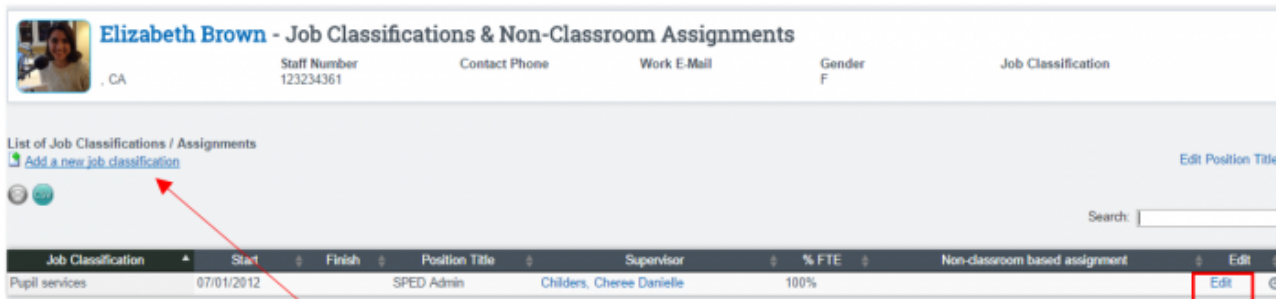 Elizabeth Brown - Job Classifications & Non-Classroom Assignments
Staff Number Contact Phone Work E-Mail Gender Job Classification
, CA 123234361 F
List of Job Classifications / Assignments
Add a new job classification
Edit Position Title
CSV
Search:
Job Classification Start Finish Position Title Supervisor % FTE Non-classroom based assignment Edit
Pupil services 07/01/2012 SPED Admin Childers, Cheree Danielle 100% Edit